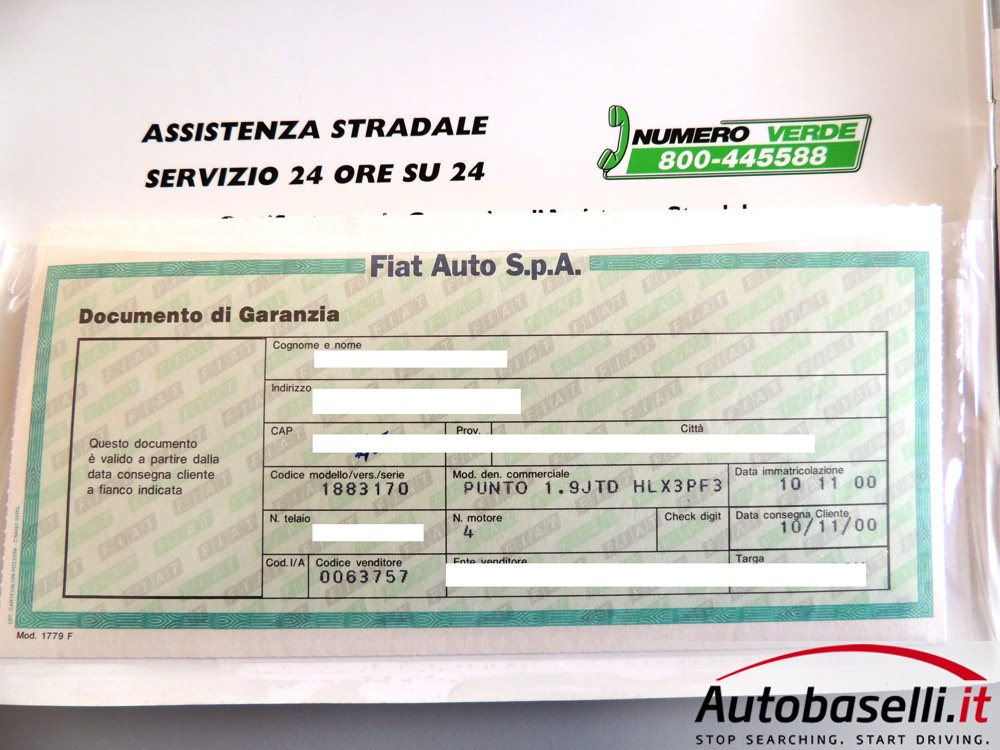 ASSISTENZA STRADALE
SERVIZIO 24 ORE SU 24
NUMERO VERDE
800-445588
Fiat Auto S.p.A.
Documento di Garanzia
Questo documento
è valido a partire dalla
data consegna cliente
a fianco indicata
Cognome e nome
Indirizzo
CAP Prov. Città
Codice modello/vers./serie Mod. den. commerciale Data immatricolazione
1883170 PUNTO 1.9JTD HLX3PF3 10 11 00
N. telaio N. motore Check digit Data consegna Cliente
4 10/11/00
Cod. I/A Codice venditore Ente venditore Targa
0063757
Mod. 1779 F
Autobaselli.it
STOP SEARCHING. START DRIVING.